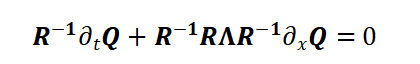 R⁻¹∂ₜQ + R⁻¹RΛR⁻¹∂ₓQ = 0